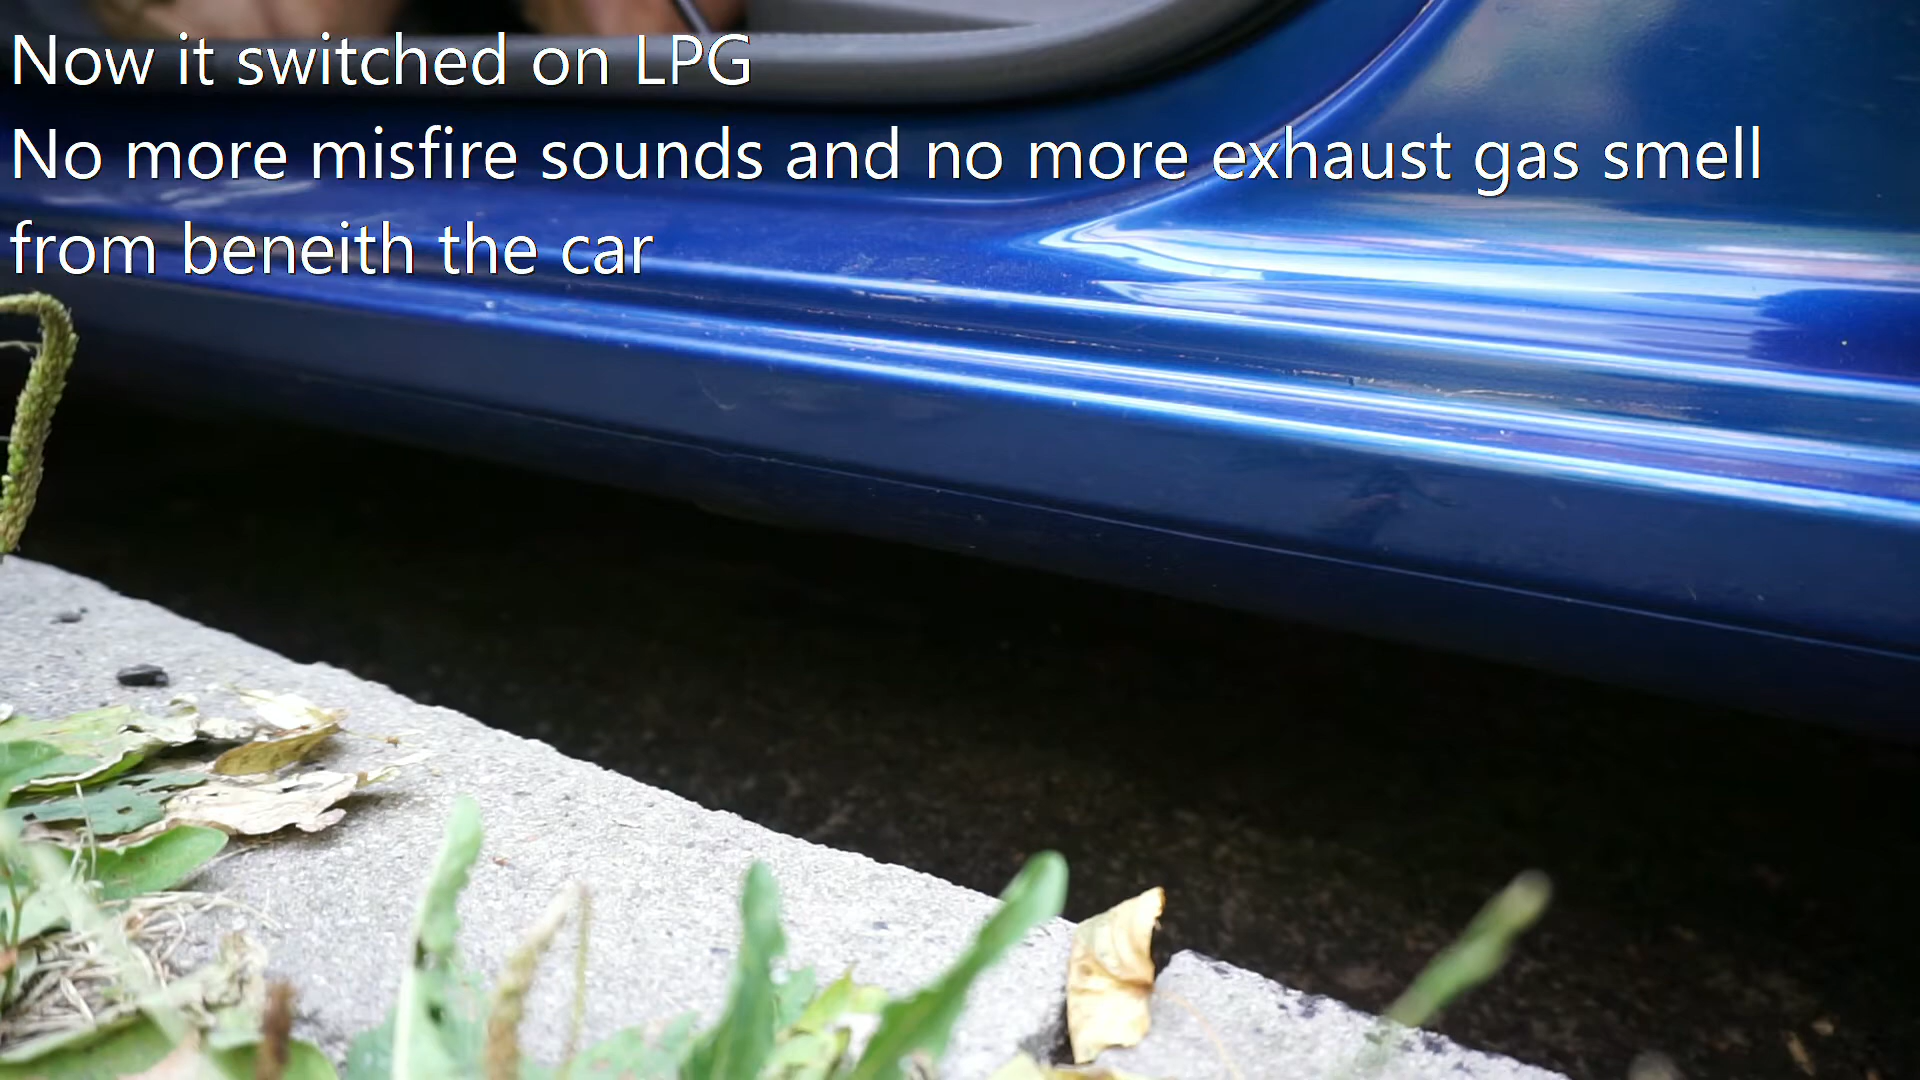 Now it switched on LPG
No more misfire sounds and no more exhaust gas smell
from beneith the car